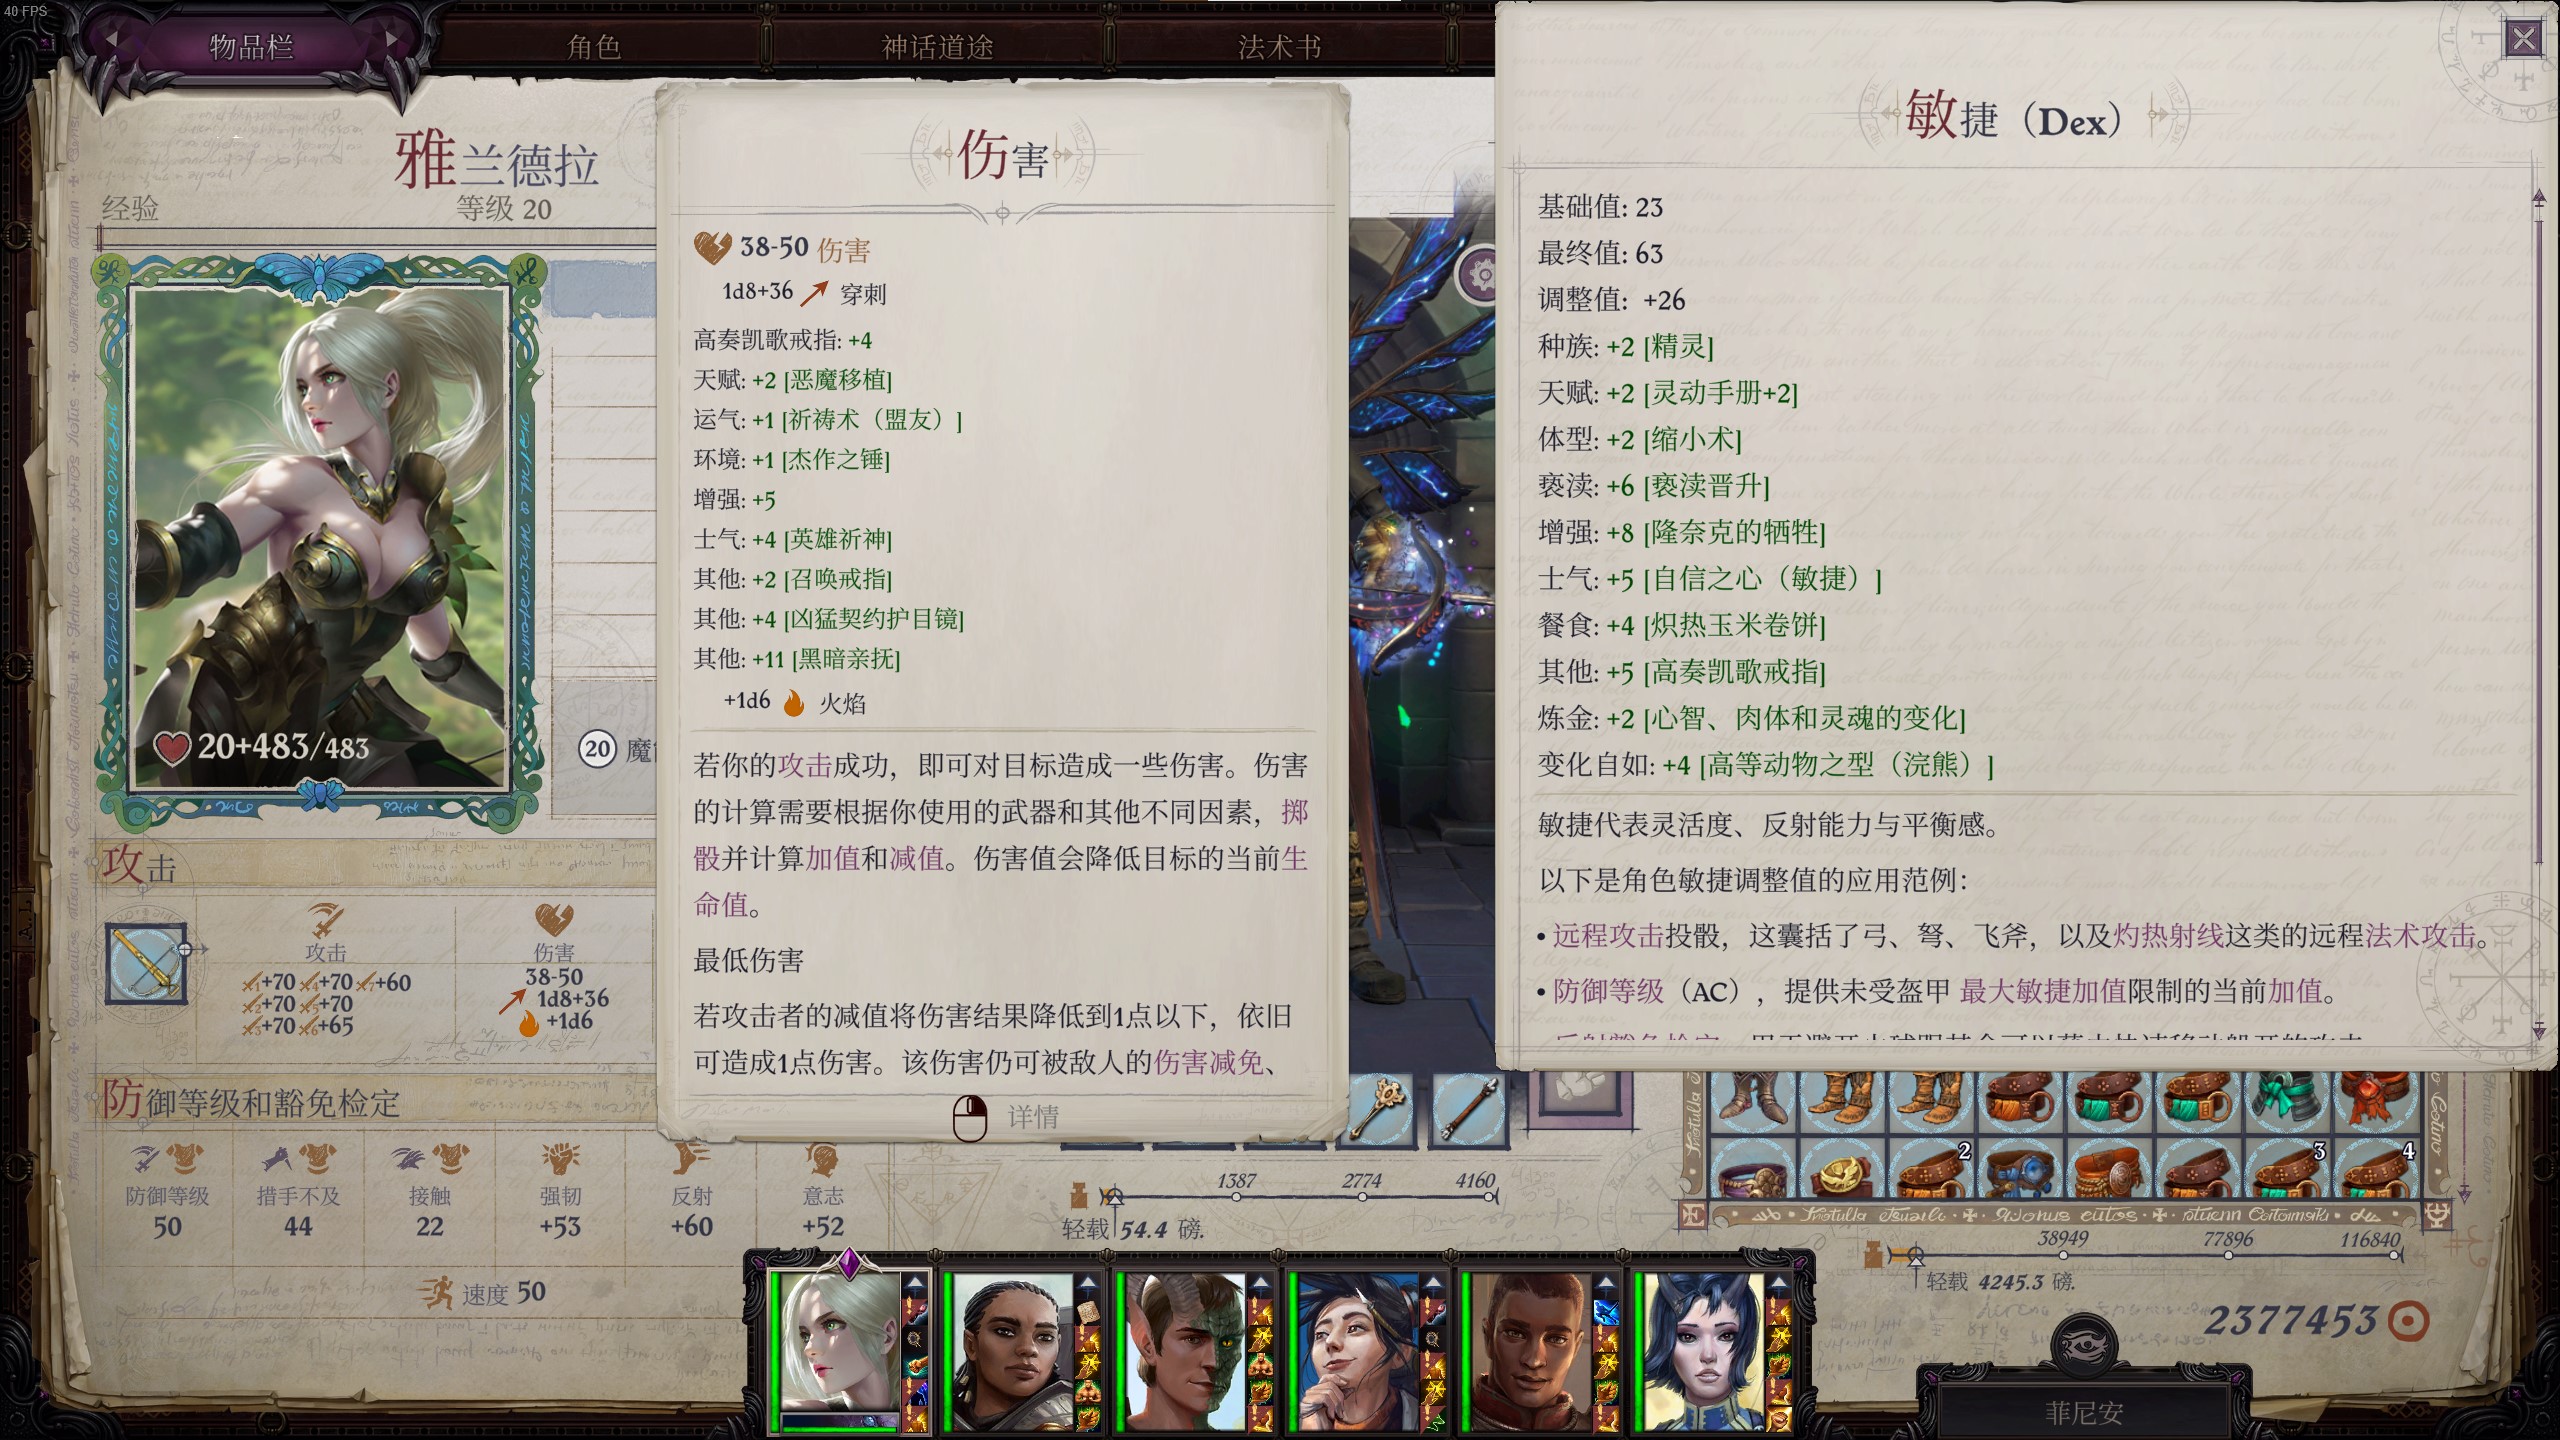 40 FPS
物品栏
角色
神话道途
法术书
雅兰德拉
经验
等级 20
20+483/483
20 魔
攻击
攻击
伤害
+70 +70 +60
+70 +70
+70 +65
38-50
1d8+36
+1d6
防御等级和豁免检定
防御等级
措手不及
接触
强韧
反射
意志
50
44
22
+53
+60
+52
速度 50
伤害
38-50 伤害
1d8+36 穿刺
高奏凯歌戒指: +4
天赋: +2 [恶魔移植]
运气: +1 [祈祷术（盟友）]
环境: +1 [杰作之锤]
增强: +5
士气: +4 [英雄祈神]
其他: +2 [召唤戒指]
其他: +4 [凶猛契约护目镜]
其他: +11 [黑暗亲抚]
+1d6 火焰
若你的攻击成功，即可对目标造成一些伤害。伤害
的计算需要根据你使用的武器和其他不同因素，掷
骰并计算加值和减值。伤害值会降低目标的当前生
命值。
最低伤害
若攻击者的减值将伤害结果降低到1点以下，依旧
可造成1点伤害。该伤害仍可被敌人的伤害减免、
详情
敏捷（Dex）
基础值: 23
最终值: 63
调整值: +26
种族: +2 [精灵]
天赋: +2 [灵动手册+2]
体型: +2 [缩小术]
亵渎: +6 [亵渎晋升]
增强: +8 [隆奈克的牺牲]
士气: +5 [自信之心（敏捷）]
餐食: +4 [炽热玉米卷饼]
其他: +5 [高奏凯歌戒指]
炼金: +2 [心智、肉体和灵魂的变化]
变化自如: +4 [高等动物之型（浣熊）]
敏捷代表灵活度、反射能力与平衡感。
以下是角色敏捷调整值的应用范例：
• 远程攻击投骰，这囊括了弓、弩、飞斧，以及灼热射线这类的远程法术攻击。
• 防御等级（AC），提供未受盔甲 最大敏捷加值限制的当前加值。
1387
2774
4160
轻载 54.4 磅.
2
3
4
38949
77896
116840
轻载 4245.3 磅.
2377453
菲尼安